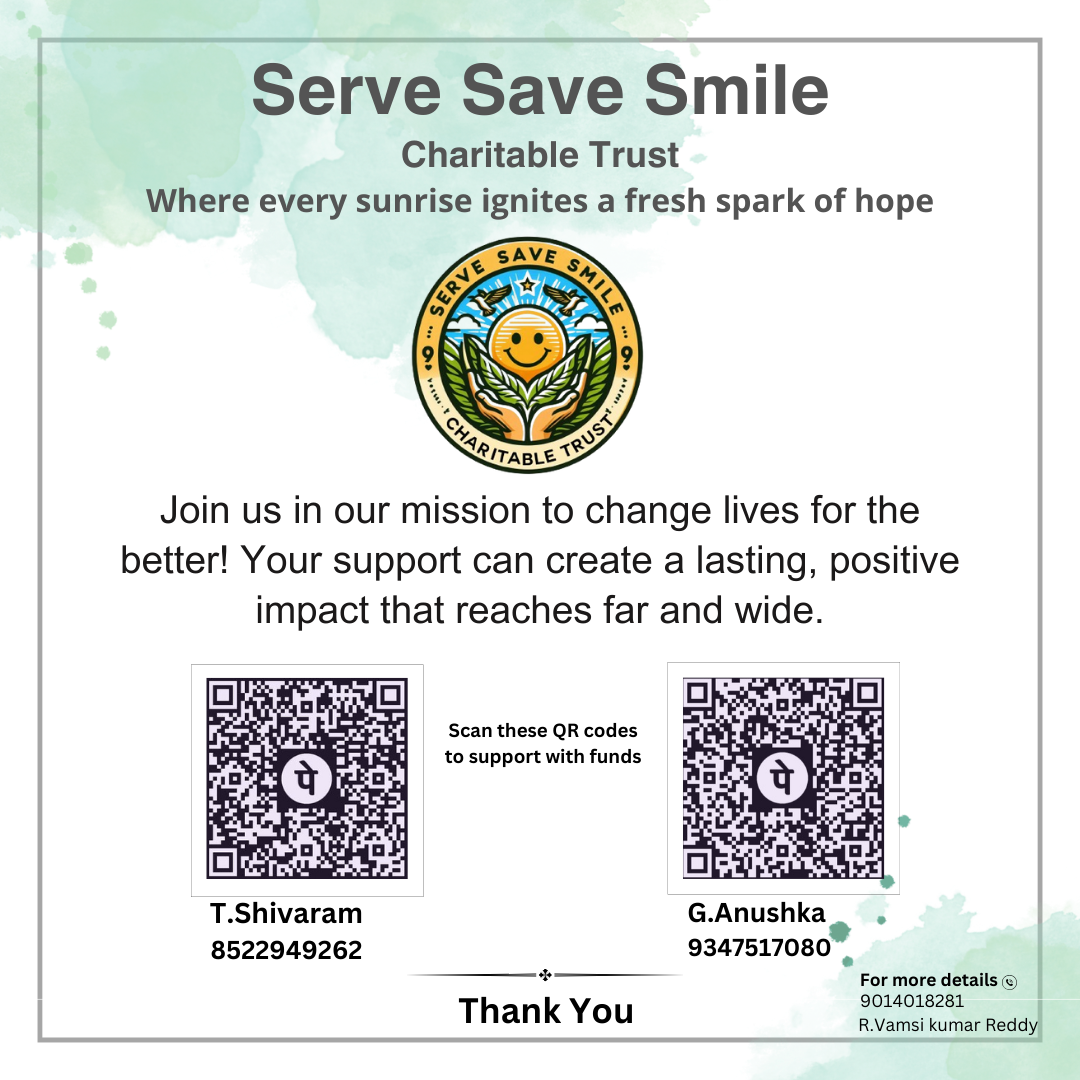 Serve Save Smile
Charitable Trust
Where every sunrise ignites a fresh spark of hope
SERVE SAVE SMILE
9 9
CHARITABLE TRUST
Join us in our mission to change lives for the
better! Your support can create a lasting, positive
impact that reaches far and wide.
Scan these QR codes
to support with funds
पे
पे
T.Shivaram
8522949262
G.Anushka
9347517080
Thank You
For more details
9014018281
R.Vamsi kumar Reddy